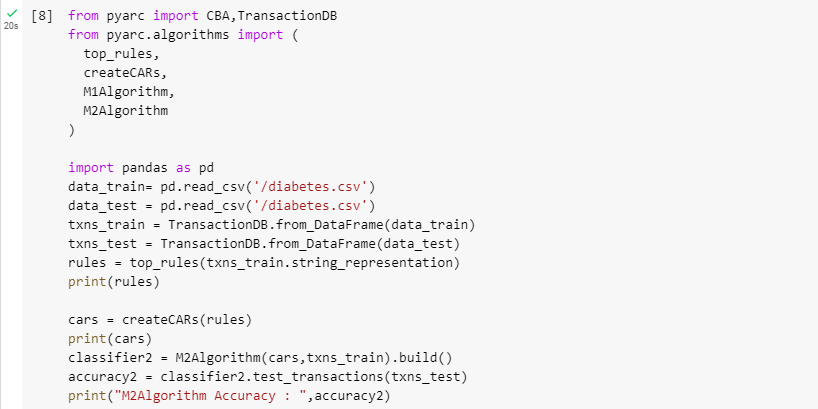 [8] from pyarc import CBA,TransactionDB
20s
from pyarc.algorithms import (
  top_rules,
  createCARs,
  M1Algorithm,
  M2Algorithm
)
import pandas as pd
data_train= pd.read_csv('/diabetes.csv')
data_test = pd.read_csv('/diabetes.csv')
txns_train = TransactionDB.from_DataFrame(data_train)
txns_test = TransactionDB.from_DataFrame(data_test)
rules = top_rules(txns_train.string_representation)
print(rules)
cars = createCARs(rules)
print(cars)
classifier2 = M2Algorithm(cars,txns_train).build()
accuracy2 = classifier2.test_transactions(txns_test)
print("M2Algorithm Accuracy : ",accuracy2)